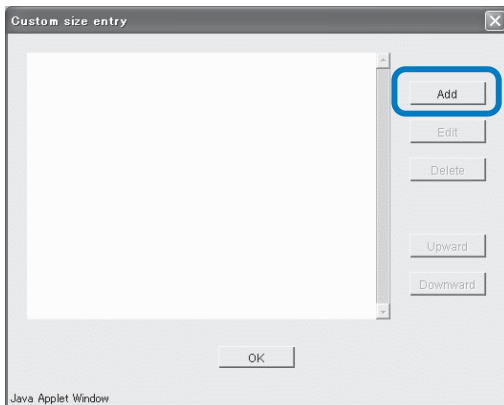 Custom size entry
Add
Edit
Delete
Upward
Downward
OK
Java Applet Window